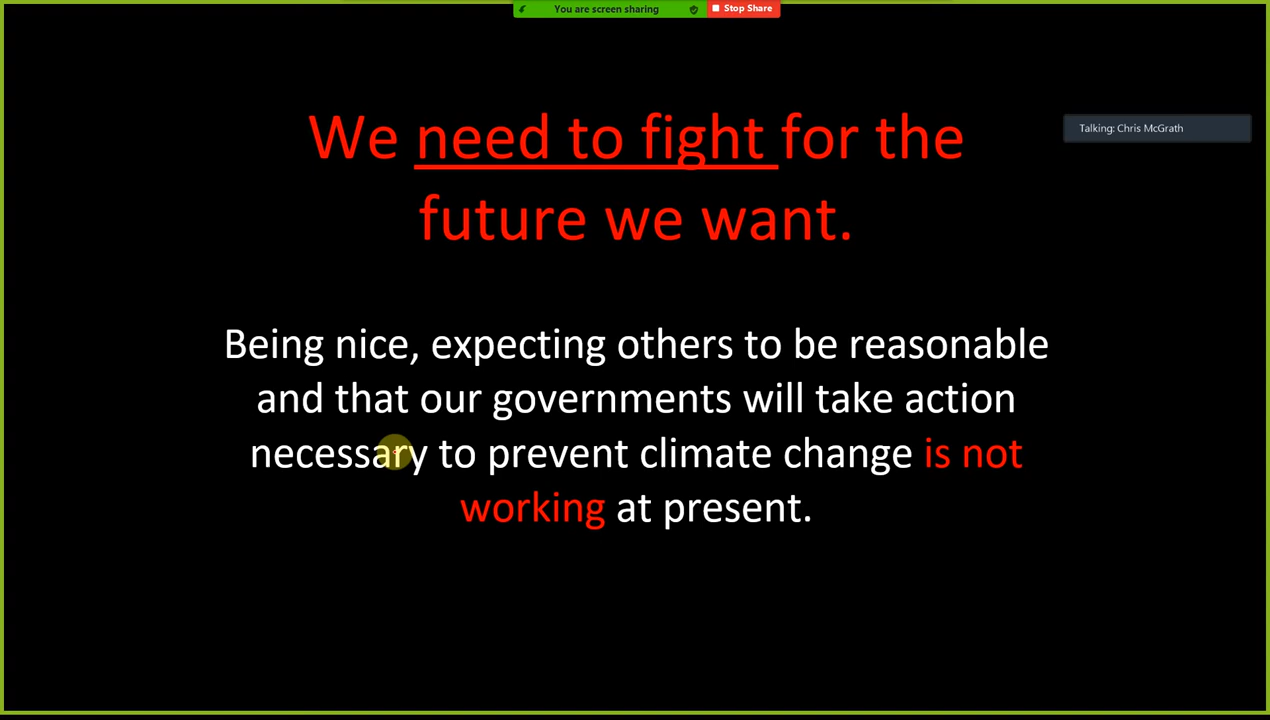 You are screen sharing
Stop Share
We need to fight for the
future we want.
Talking: Chris McGrath
Being nice, expecting others to be reasonable
and that our governments will take action
necessary to prevent climate change is not
working at present.